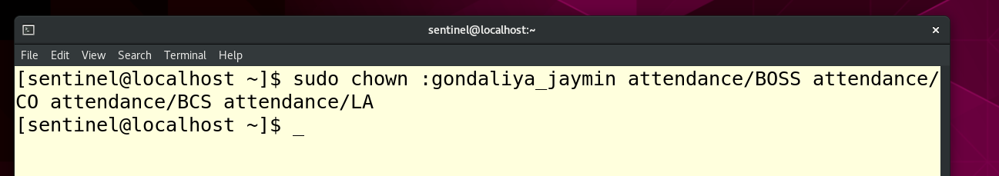 sentinel@localhost:~
File Edit View Search Terminal Help
[sentinel@localhost ~]$ sudo chown :gondaliya_jaymin attendance/BOSS attendance/
CO attendance/BCS attendance/LA
[sentinel@localhost ~]$ _